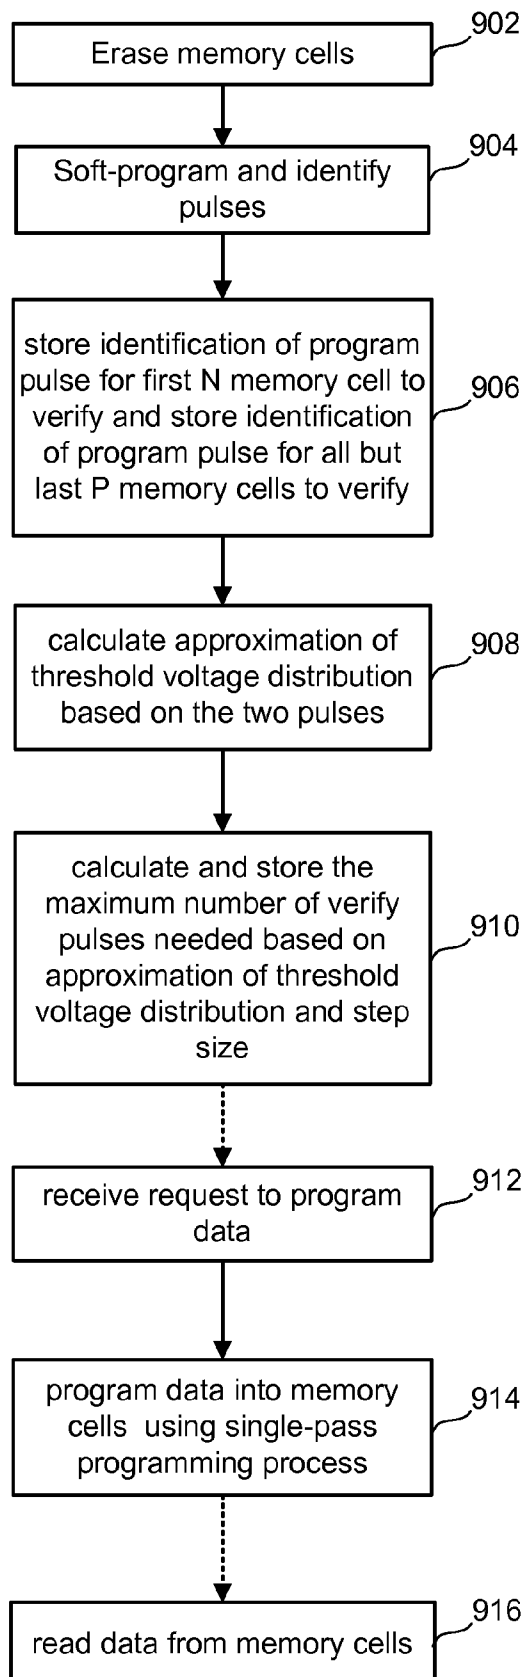 902
Erase memory cells
904
Soft-program and identify
pulses
906
store identification of program
pulse for first N memory cell to
verify and store identification
of program pulse for all but
last P memory cells to verify
908
calculate approximation of
threshold voltage distribution
based on the two pulses
910
calculate and store the
maximum number of verify
pulses needed based on
approximation of threshold
voltage distribution and step
size
912
receive request to program
data
914
program data into memory
cells using single-pass
programming process
916
read data from memory cells